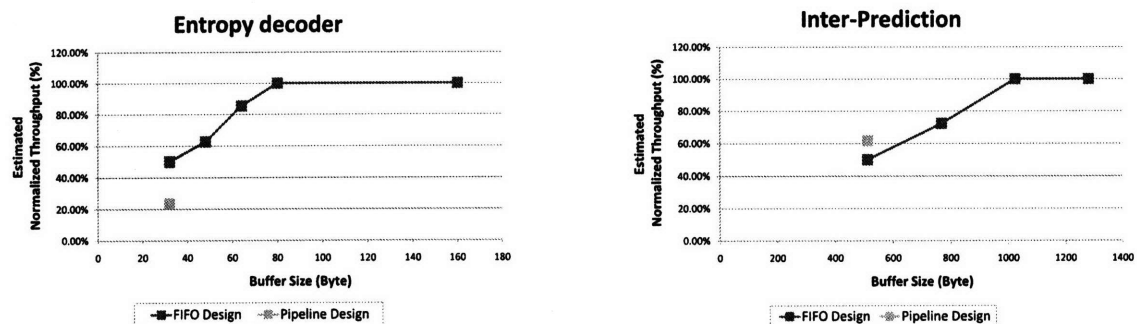 Entropy decoder
Estimated
Normalized Throughput (%)
120.00%
100.00%
80.00%
60.00%
40.00%
20.00%
0.00%
0 20 40 60 80 100 120 140 160 180
Buffer Size (Byte)
FIFO Design Pipeline Design
Inter-Prediction
Estimated
Normalized Throughput (%)
120.00%
100.00%
80.00%
60.00%
40.00%
20.00%
0.00%
0 200 400 600 800 1000 1200 1400
Buffer Size (Byte)
FIFO Design Pipeline Design